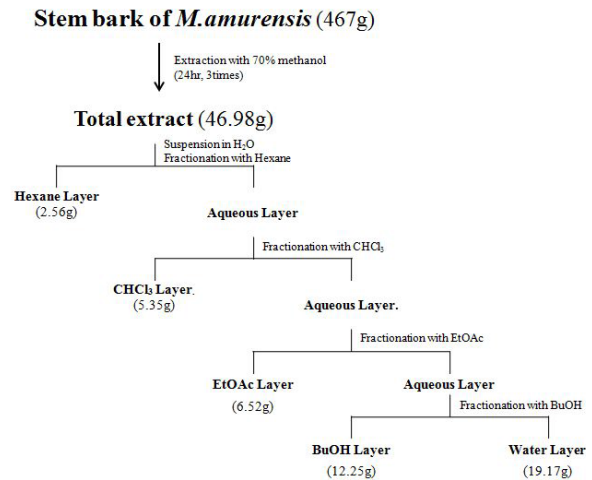 Stem bark of M.amurensis (467g)
Extraction with 70% methanol
(24hr, 3times)
Total extract (46.98g)
Suspension in H₂O
Fractionation with Hexane
Hexane Layer
(2.56g)
Aqueous Layer
Fractionation with CHCl₃
CHCl₃ Layer.
(5.35g)
Aqueous Layer.
Fractionation with EtOAc
EtOAc Layer
(6.52g)
Aqueous Layer
Fractionation with BuOH
BuOH Layer
(12.25g)
Water Layer
(19.17g)